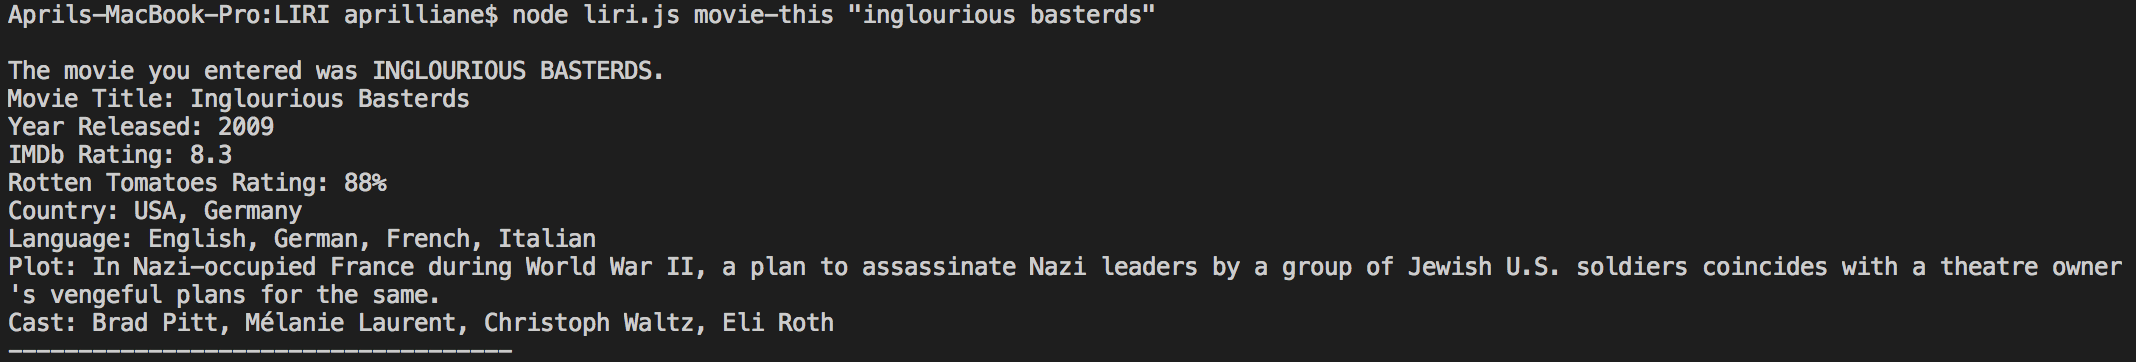 Aprils-MacBook-Pro:LIRI aprilliane$ node liri.js movie-this "inglourious basterds"
The movie you entered was INGLOURIOUS BASTERDS.
Movie Title: Inglourious Basterds
Year Released: 2009
IMDb Rating: 8.3
Rotten Tomatoes Rating: 88%
Country: USA, Germany
Language: English, German, French, Italian
Plot: In Nazi-occupied France during World War II, a plan to assassinate Nazi leaders by a group of Jewish U.S. soldiers coincides with a theatre owner
's vengeful plans for the same.
Cast: Brad Pitt, Mélanie Laurent, Christoph Waltz, Eli Roth
------------------------------------